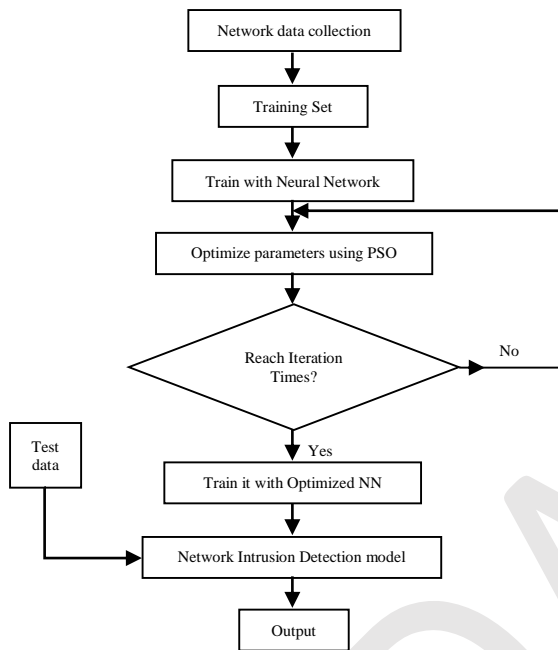 Network data collection
Training Set
Train with Neural Network
Optimize parameters using PSO
Reach Iteration
Times?
No
Yes
Test
data
Train it with Optimized NN
Network Intrusion Detection model
Output